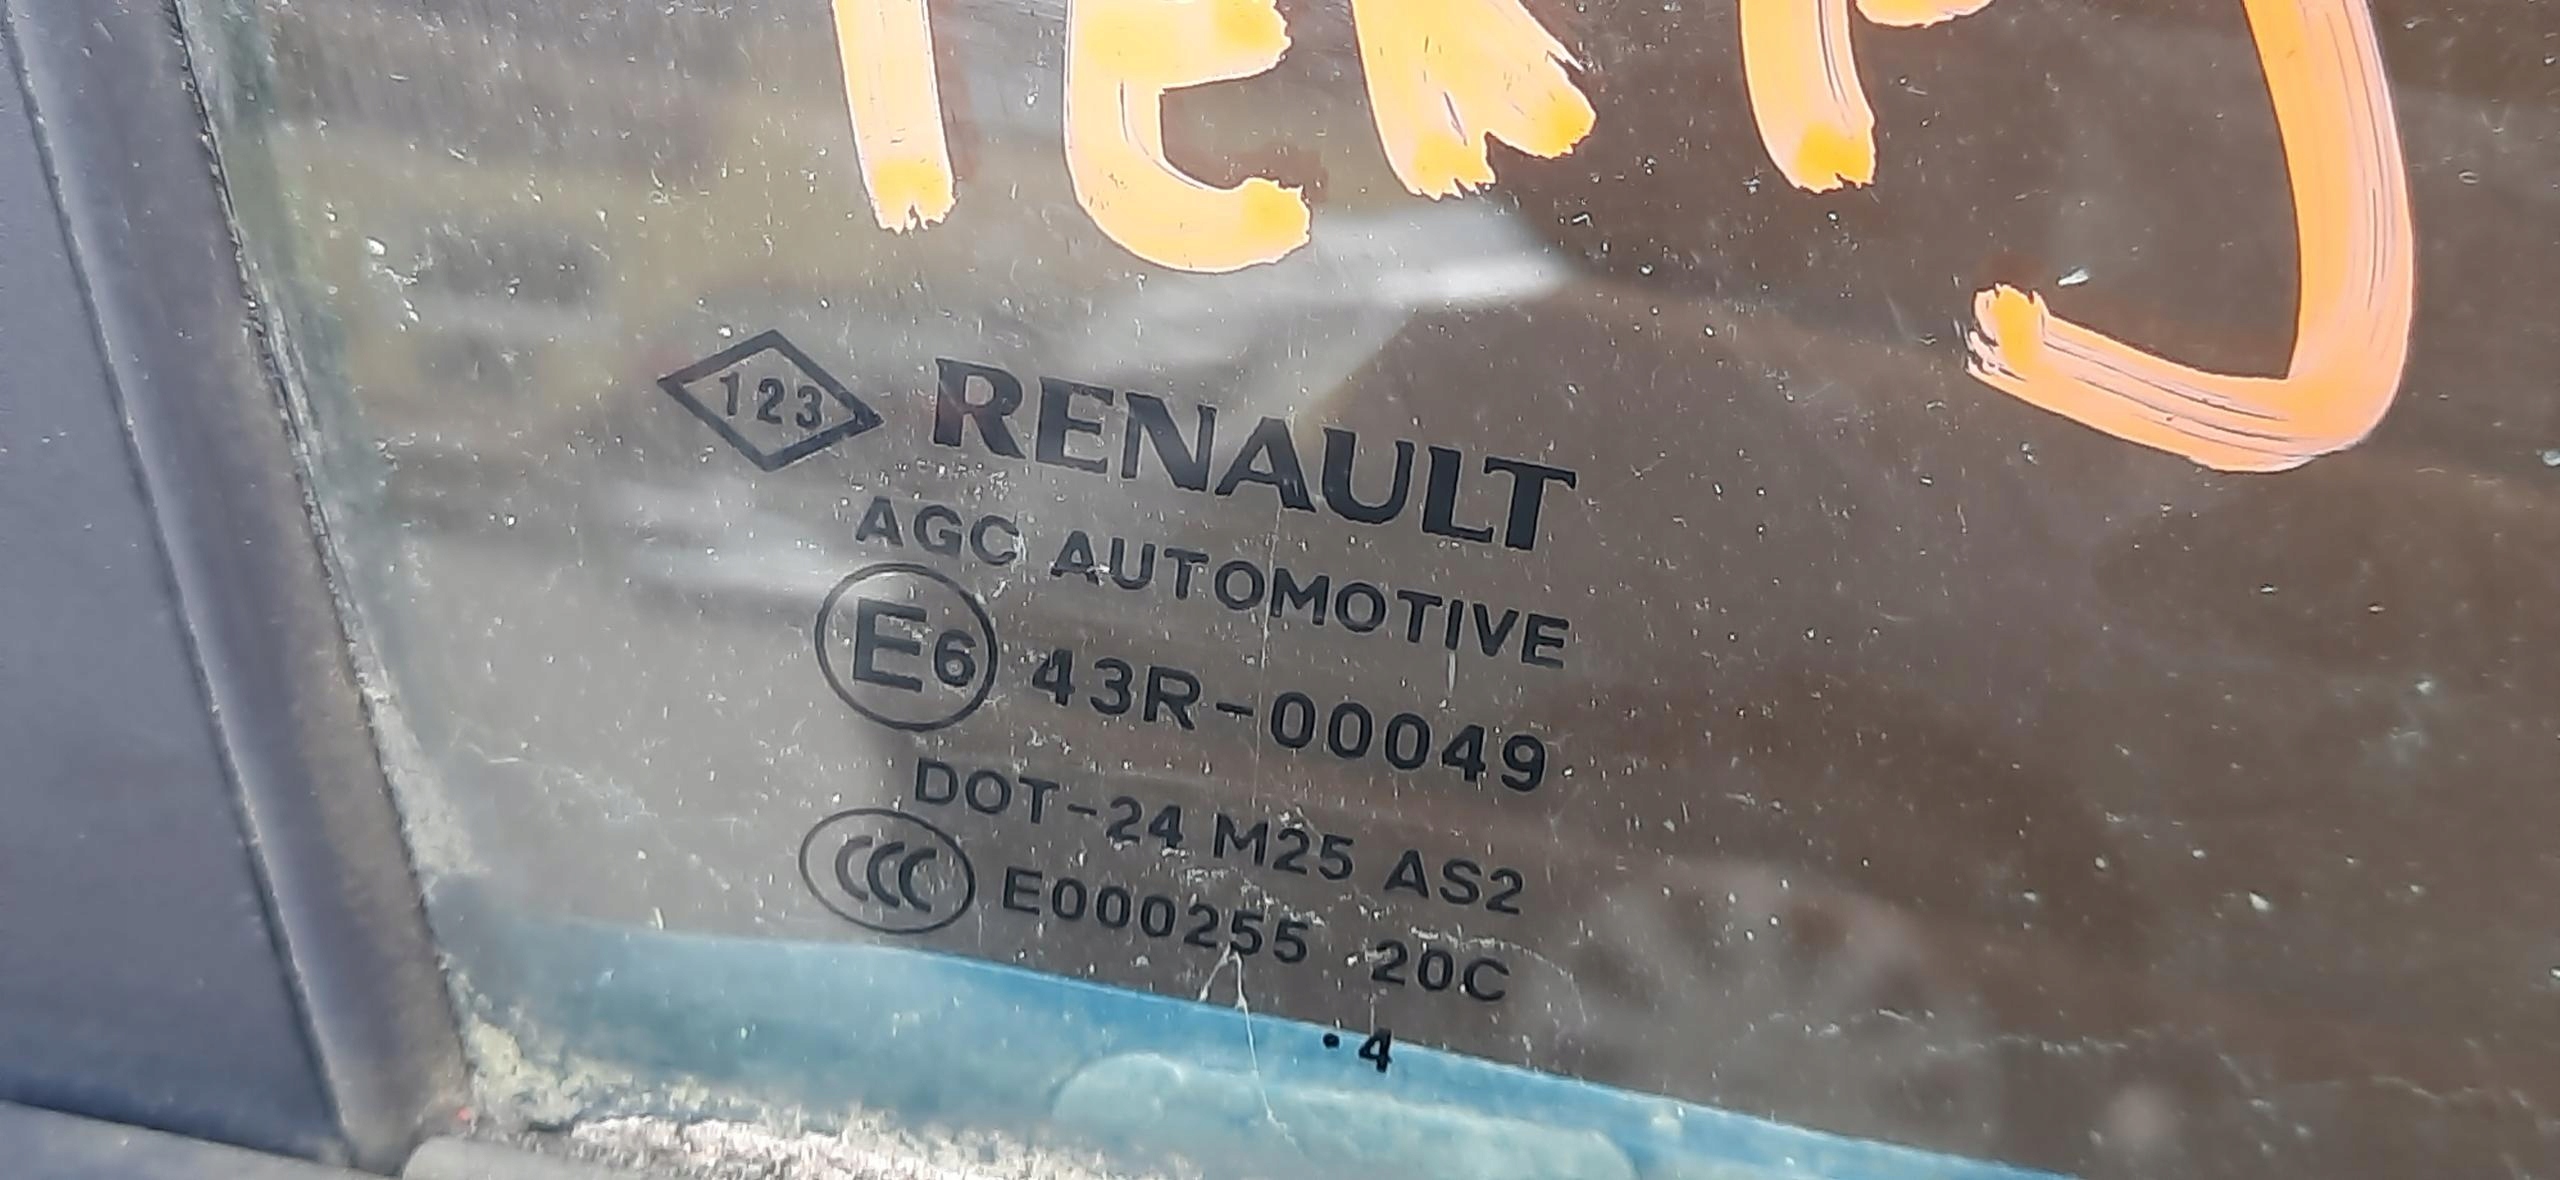 123 RENAULT
AGC AUTOMOTIVE
E6 43R-00049
DOT-24 M25 AS2
CCC E000255 20C
.4